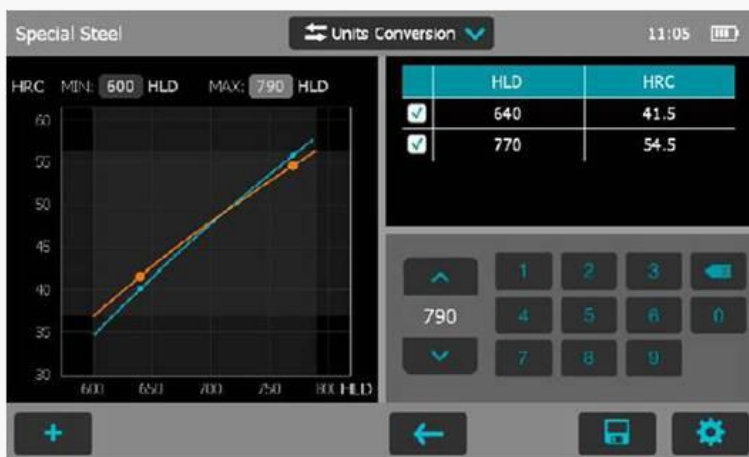 Special Steel
Units Conversion
11:05
HRC MIN: 600 HLD MAX: 790 HLD
60
55
50
45
40
35
30
600 650 700 750 800 HLD
HLD HRC
640 41.5
770 54.5
1 2 3
790 4 5 6 0
7 8 9
+